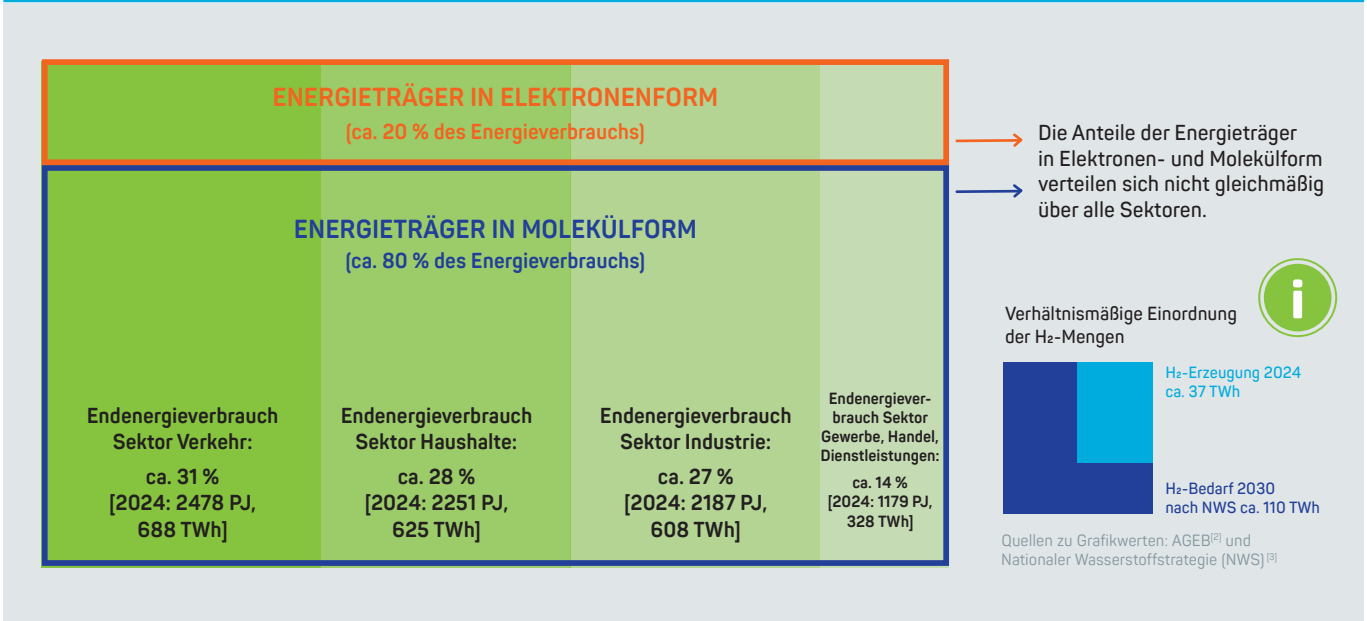 ENERGIETRÄGER IN ELEKTRONENFORM
(ca. 20 % des Energieverbrauchs)
ENERGIETRÄGER IN MOLEKÜLFORM
(ca. 80 % des Energieverbrauchs)
Endenergieverbrauch
Sektor Verkehr:
ca. 31 %
[2024: 2478 PJ,
688 TWh]
Endenergieverbrauch
Sektor Haushalte:
ca. 28 %
[2024: 2251 PJ,
625 TWh]
Endenergieverbrauch
Sektor Industrie:
ca. 27 %
[2024: 2187 PJ,
608 TWh]
Endenergiever-
brauch Sektor
Gewerbe, Handel,
Dienstleistungen:
ca. 14 %
[2024: 1179 PJ,
328 TWh]
Die Anteile der Energieträger
in Elektronen- und Molekülform
verteilen sich nicht gleichmäßig
über alle Sektoren.
i
Verhältnismäßige Einordnung
der H₂-Mengen
H₂-Erzeugung 2024
ca. 37 TWh
H₂-Bedarf 2030
nach NWS ca. 110 TWh
Quellen zu Grafikwerten: AGEB[2] und
Nationaler Wasserstoffstrategie (NWS)[3]